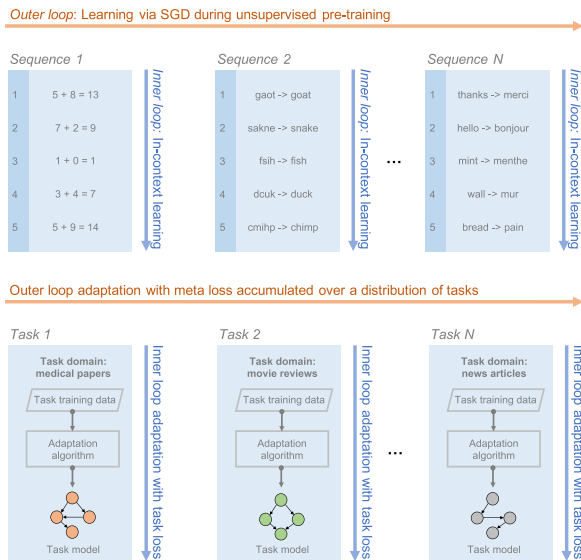 Outer loop: Learning via SGD during unsupervised pre-training
Sequence 1
1 5 + 8 = 13
2 7 + 2 = 9
3 1 + 0 = 1
4 3 + 4 = 7
5 5 + 9 = 14
Inner loop: In-context learning
Sequence 2
1 gaot -> goat
2 sakne -> snake
3 fsih -> fish
4 dcuk -> duck
5 cmihp -> chimp
Inner loop: In-context learning
...
Sequence N
1 thanks -> merci
2 hello -> bonjour
3 mint -> menthe
4 wall -> mur
5 bread -> pain
Inner loop: In-context learning
Outer loop adaptation with meta loss accumulated over a distribution of tasks
Task 1
Task domain:
medical papers
Task training data
Adaptation
algorithm
Task model
Inner loop adaptation with task loss
Task 2
Task domain:
movie reviews
Task training data
Adaptation
algorithm
Task model
Inner loop adaptation with task loss
...
Task N
Task domain:
news articles
Task training data
Adaptation
algorithm
Task model
Inner loop adaptation with task loss